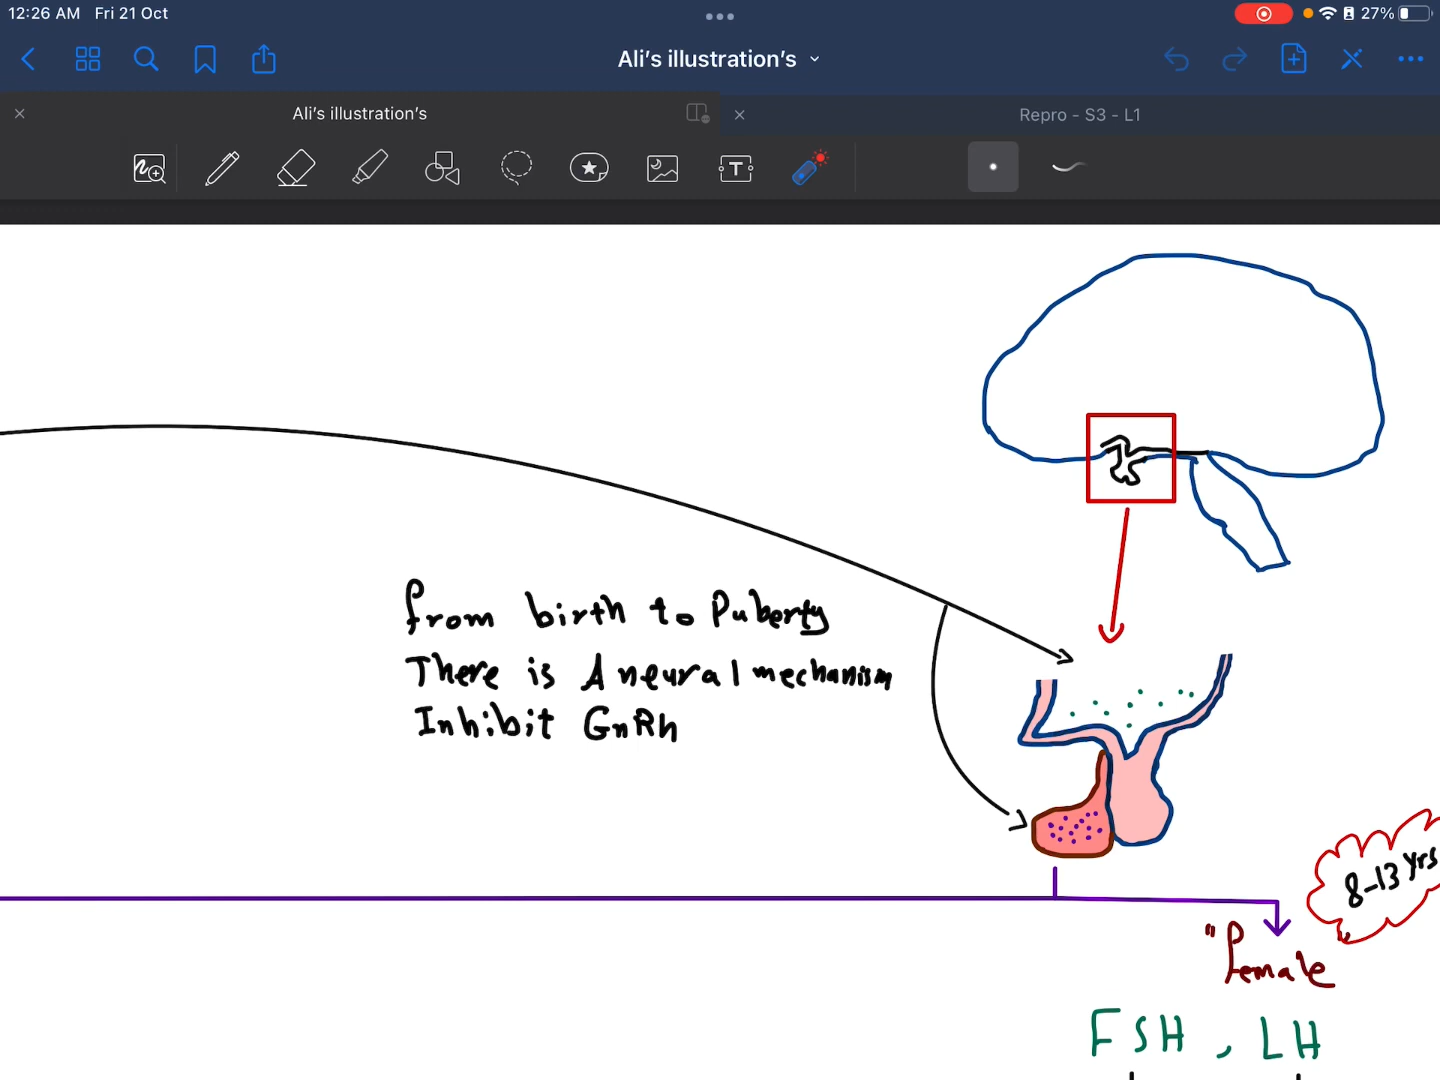 12:26 AM Fri 21 Oct
27%
Ali's illustration's
Ali's illustration's
Repro - S3 - L1
T
from birth to Puberty
There is A neural mechanism
Inhibit GnRh
8-13 yrs
"female
FSH , LH